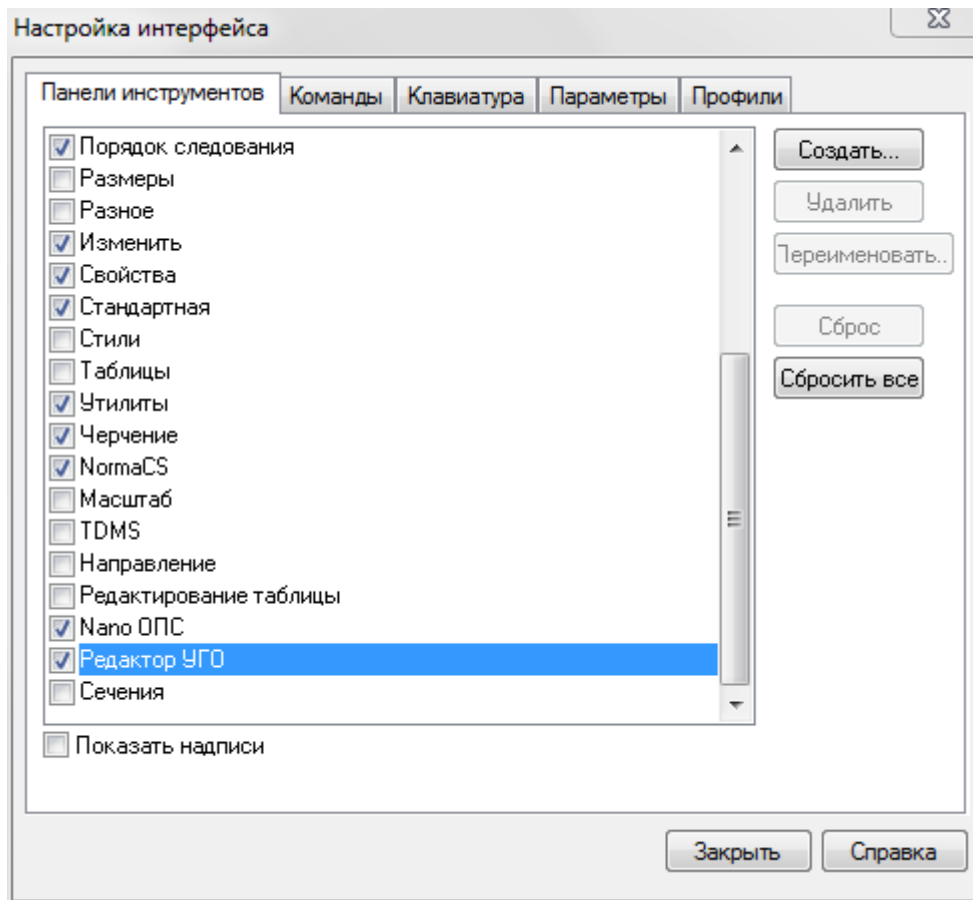 Настройка интерфейса
Панели инструментов Команды Клавиатура Параметры Профили
Порядок следования
Размеры
Разное
Изменить
Свойства
Стандартная
Стили
Таблицы
Утилиты
Черчение
NormaCS
Масштаб
TDMS
Направление
Редактирование таблицы
Nano ОПС
Редактор УГО
Сечения
Показать надписи
Создать...
Удалить
Переименовать..
Сброс
Сбросить все
Закрыть Справка